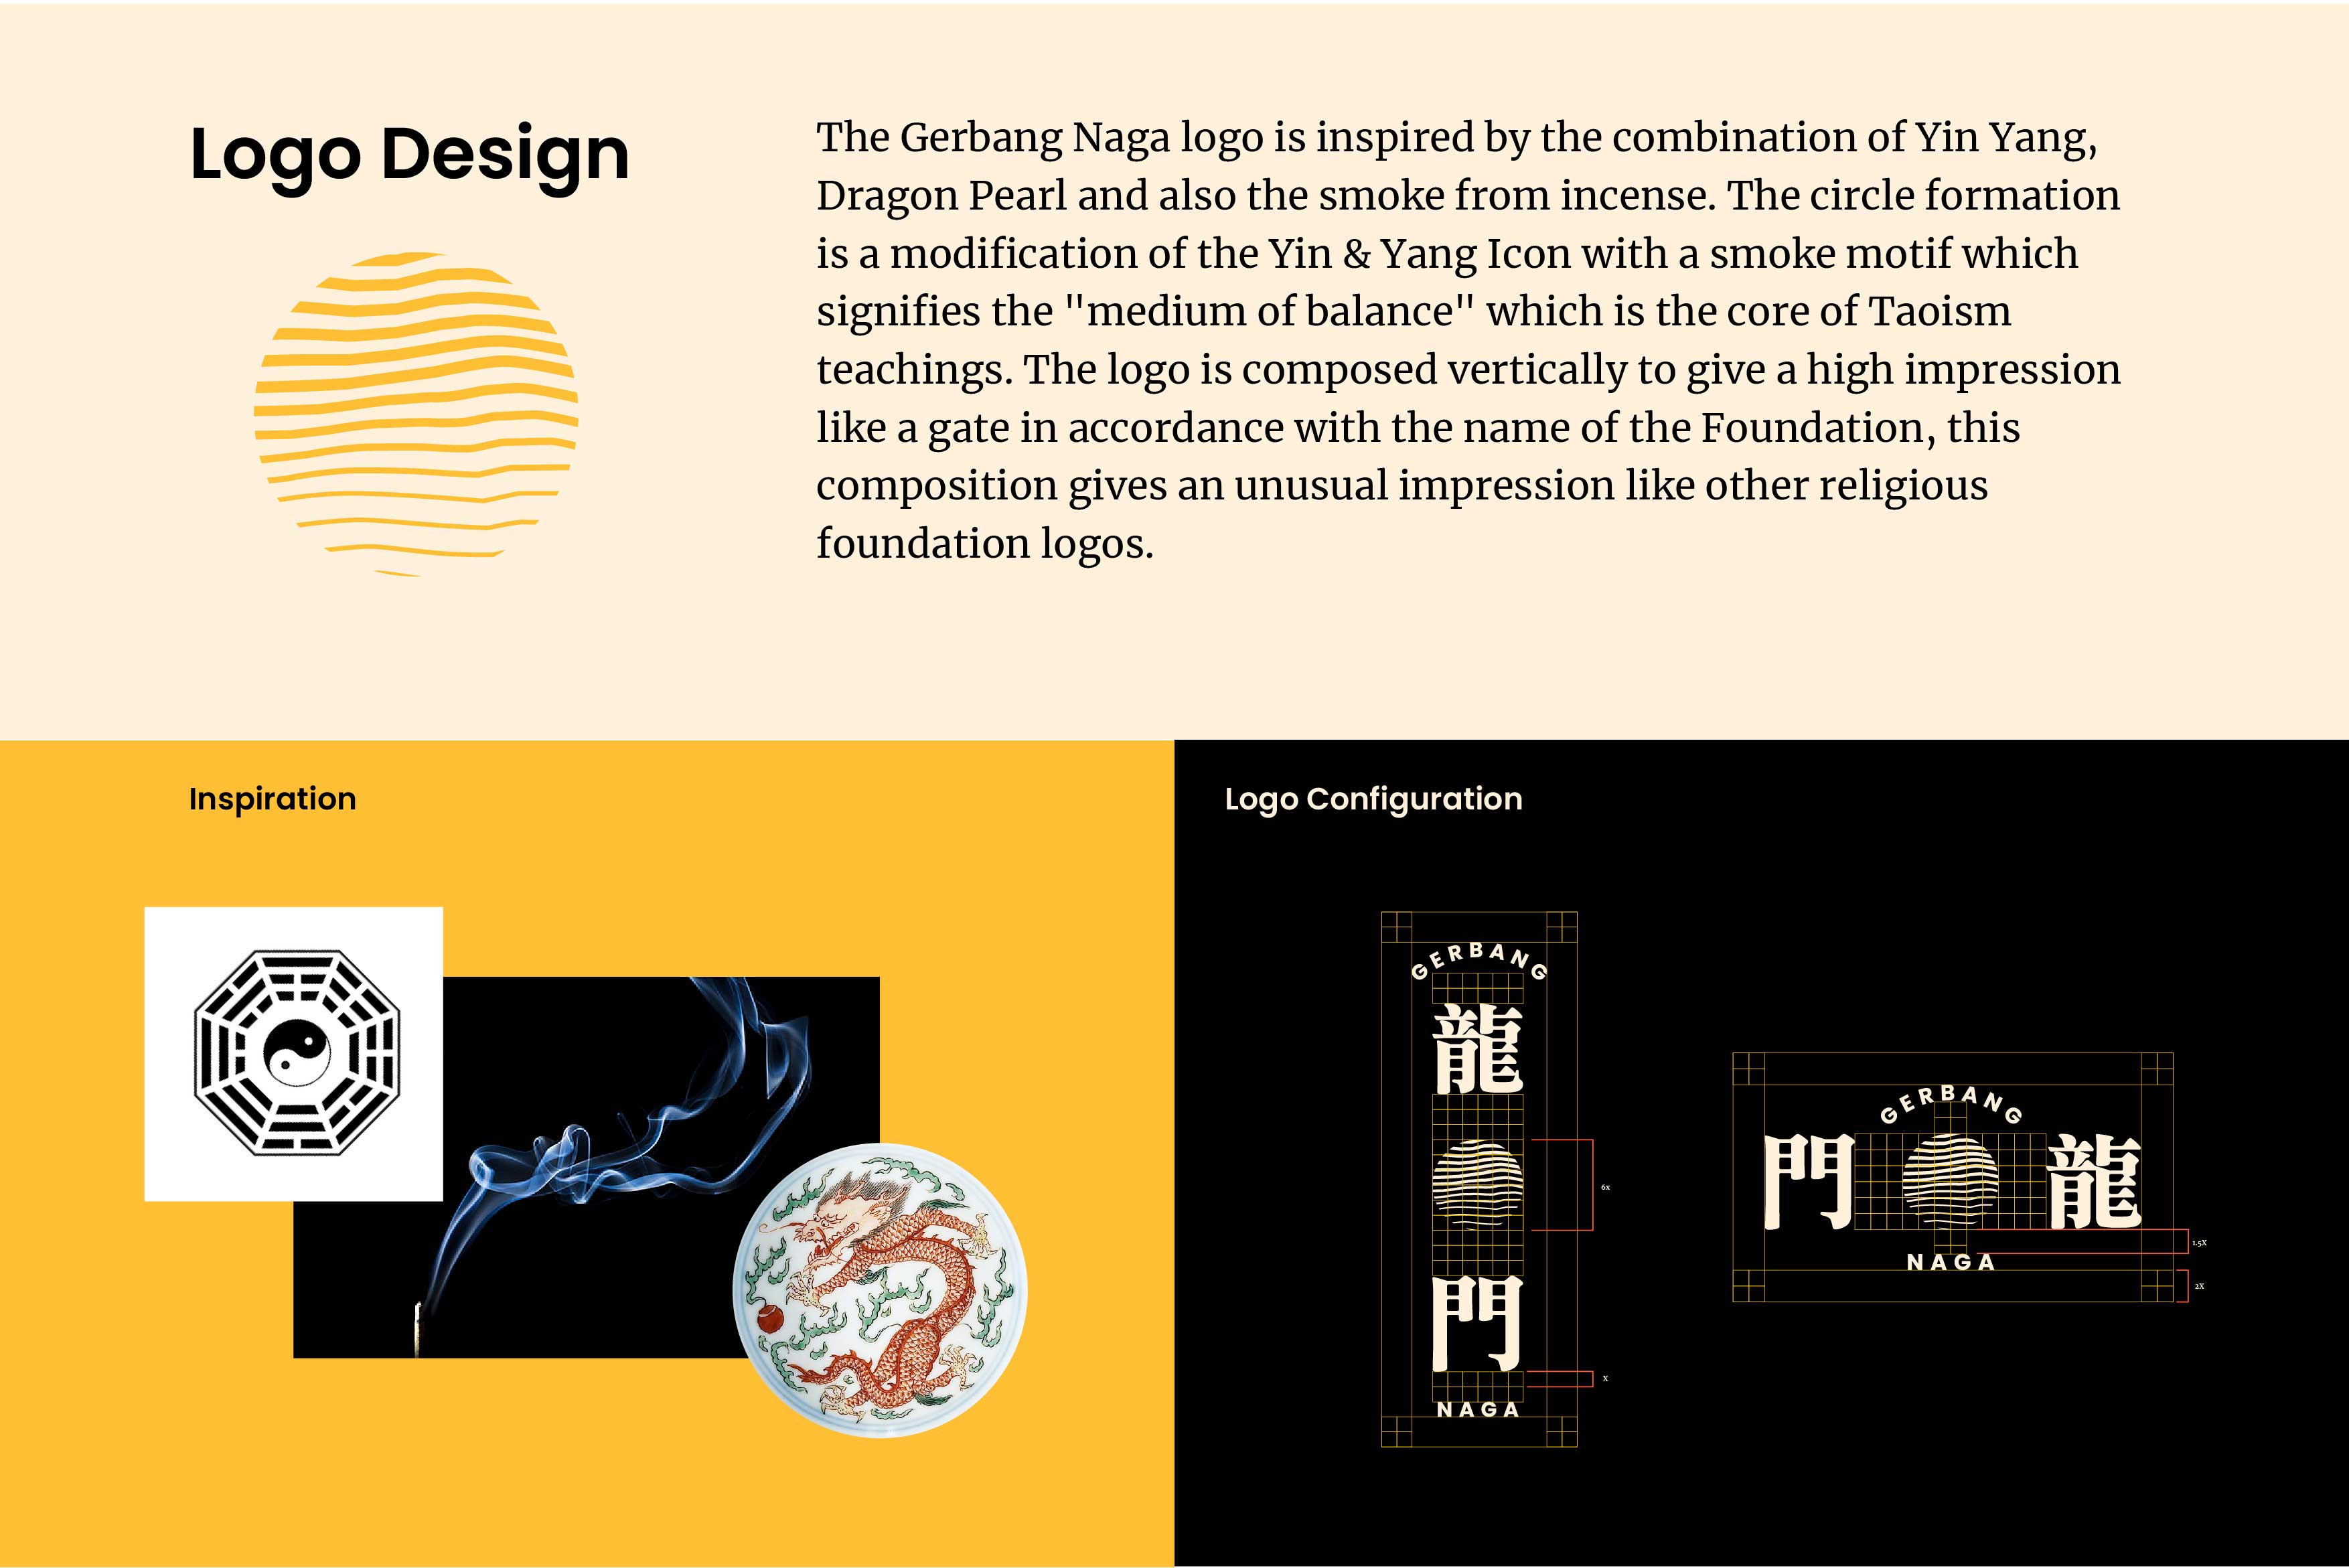 Logo Design
The Gerbang Naga logo is inspired by the combination of Yin Yang,
Dragon Pearl and also the smoke from incense. The circle formation
is a modification of the Yin & Yang Icon with a smoke motif which
signifies the "medium of balance" which is the core of Taoism
teachings. The logo is composed vertically to give a high impression
like a gate in accordance with the name of the Foundation, this
composition gives an unusual impression like other religious
foundation logos.
Inspiration
Logo Configuration
GERBANG
龍
6x
門
x
NAGA
GERBANG
門 龍
1.5x
NAGA
2x